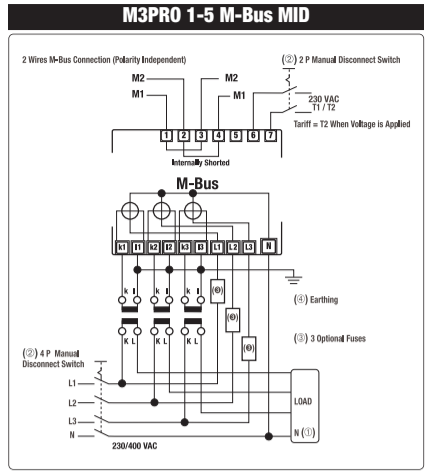 M3PRO 1-5 M-Bus MID
2 Wires M-Bus Connection (Polarity Independent)
(②) 2 P Manual Disconnect Switch
M2 M2
M1 M1
230 VAC
T1 / T2
Tariff = T2 When Voltage is Applied
1 2 3 4 5 6 7
Internally Shorted
M-Bus
k1 l1 k2 l2 k3 l3 L1 L2 L3 N
k l k l k l
(③)
(③)
(③)
(④) Earthing
(③) 3 Optional Fuses
K L K L K L
(②) 4 P Manual
Disconnect Switch
L1
L2
L3
N
LOAD
N (①)
230/400 VAC